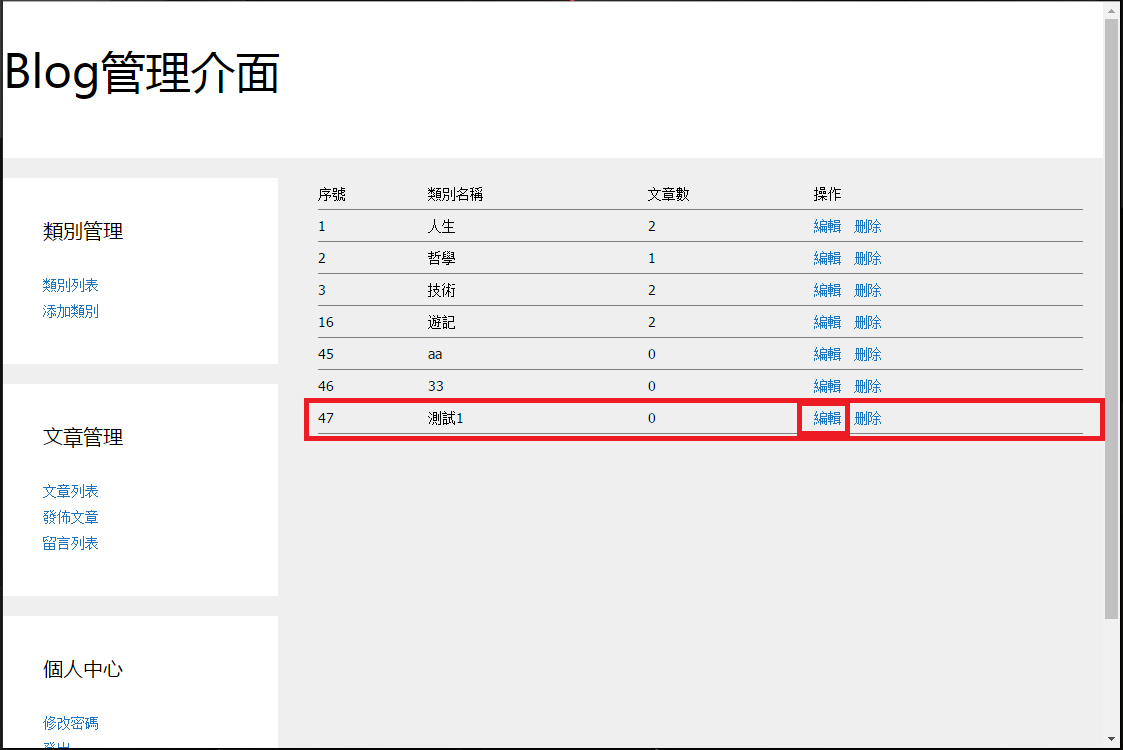 Blog管理介面
類別管理
類別列表
添加類別
文章管理
文章列表
發佈文章
留言列表
個人中心
修改密碼
登出
序號 類別名稱 文章數 操作
1 人生 2 編輯 刪除
2 哲學 1 編輯 刪除
3 技術 2 編輯 刪除
16 遊記 2 編輯 刪除
45 aa 0 編輯 刪除
46 33 0 編輯 刪除
47 測試1 0 編輯 刪除